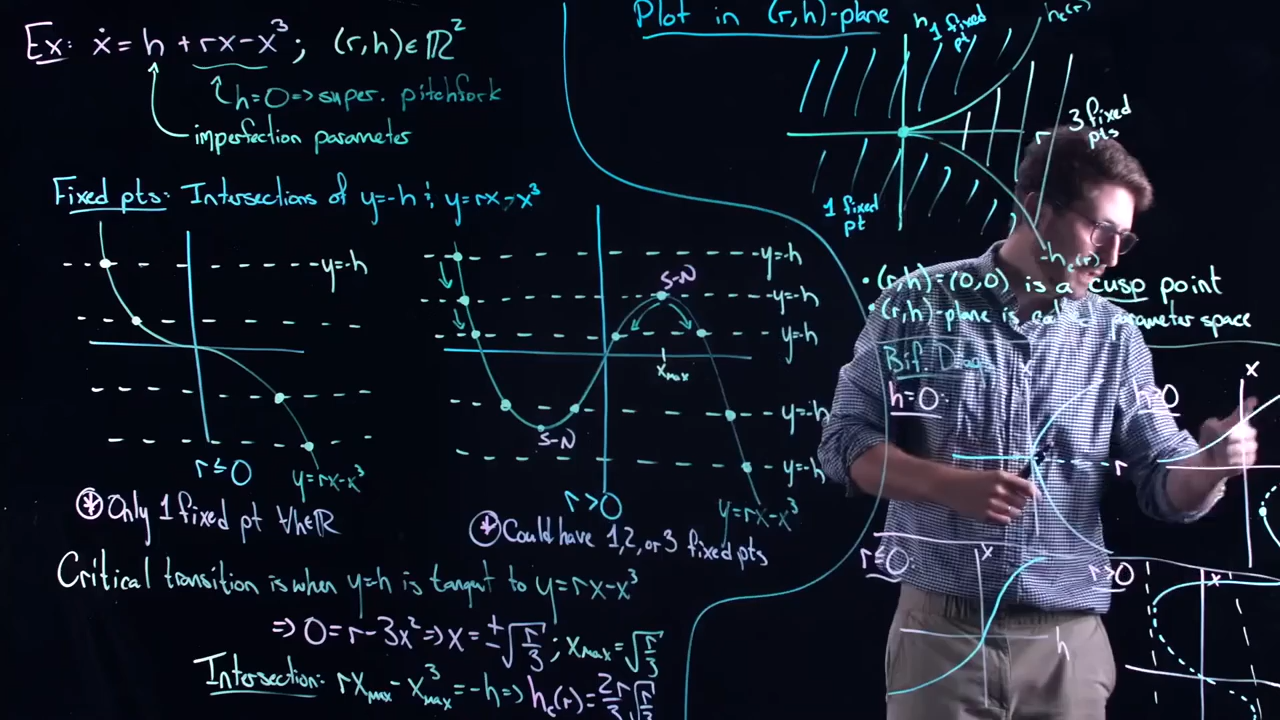 Ex: ẋ = h + rx - x³; (r,h)∈ℝ²
h=0 => super. pitchfork
imperfection parameter
Fixed pts: Intersections of y=-h & y=rx-x³
y=-h
r≤0
y=rx-x³
⊛ Only 1 fixed pt ∀h∈ℝ
y=-h
S-N
y=-h
y=-h
x_max
y=-h
S-N
y=-h
r>0
y=rx-x³
⊛ Could have 1,2, or 3 fixed pts
Critical transition is when y=h is tangent to y=rx-x³
=> 0=r-3x² => x=±√(r/3); x_max=√(r/3)
Intersection: rx_max - x³_max = -h => h_c(r) = 2r/3 √(r/3)
Plot in (r,h)-plane
h
h_c(r)
1 fixed pt
r
3 fixed pts
1 fixed pt
-h_c(r)
• (r,h)=(0,0) is a cusp point
• (r,h)-plane is called parameter space
Bif. Diag
h=0:
x
r
h≠0
x
r≤0:
x
h
r>0
x